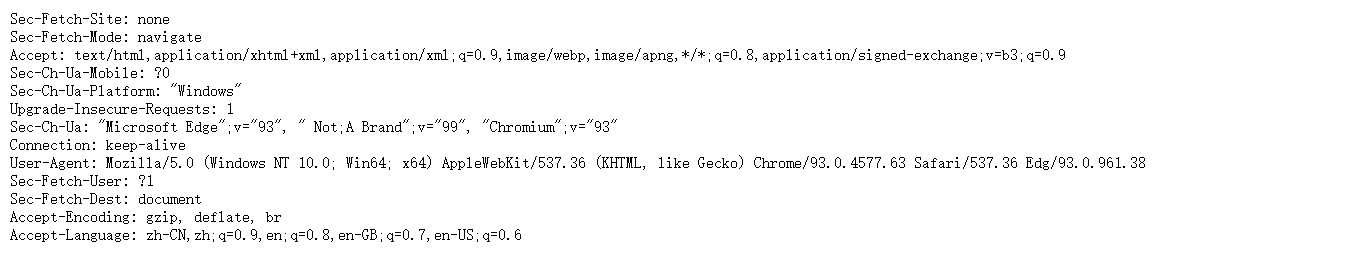 Sec-Fetch-Site: none
Sec-Fetch-Mode: navigate
Accept: text/html,application/xhtml+xml,application/xml;q=0.9,image/webp,image/apng,*/*;q=0.8,application/signed-exchange;v=b3;q=0.9
Sec-Ch-Ua-Mobile: ?0
Sec-Ch-Ua-Platform: "Windows"
Upgrade-Insecure-Requests: 1
Sec-Ch-Ua: "Microsoft Edge";v="93", " Not;A Brand";v="99", "Chromium";v="93"
Connection: keep-alive
User-Agent: Mozilla/5.0 (Windows NT 10.0; Win64; x64) AppleWebKit/537.36 (KHTML, like Gecko) Chrome/93.0.4577.63 Safari/537.36 Edg/93.0.961.38
Sec-Fetch-User: ?1
Sec-Fetch-Dest: document
Accept-Encoding: gzip, deflate, br
Accept-Language: zh-CN,zh;q=0.9,en;q=0.8,en-GB;q=0.7,en-US;q=0.6